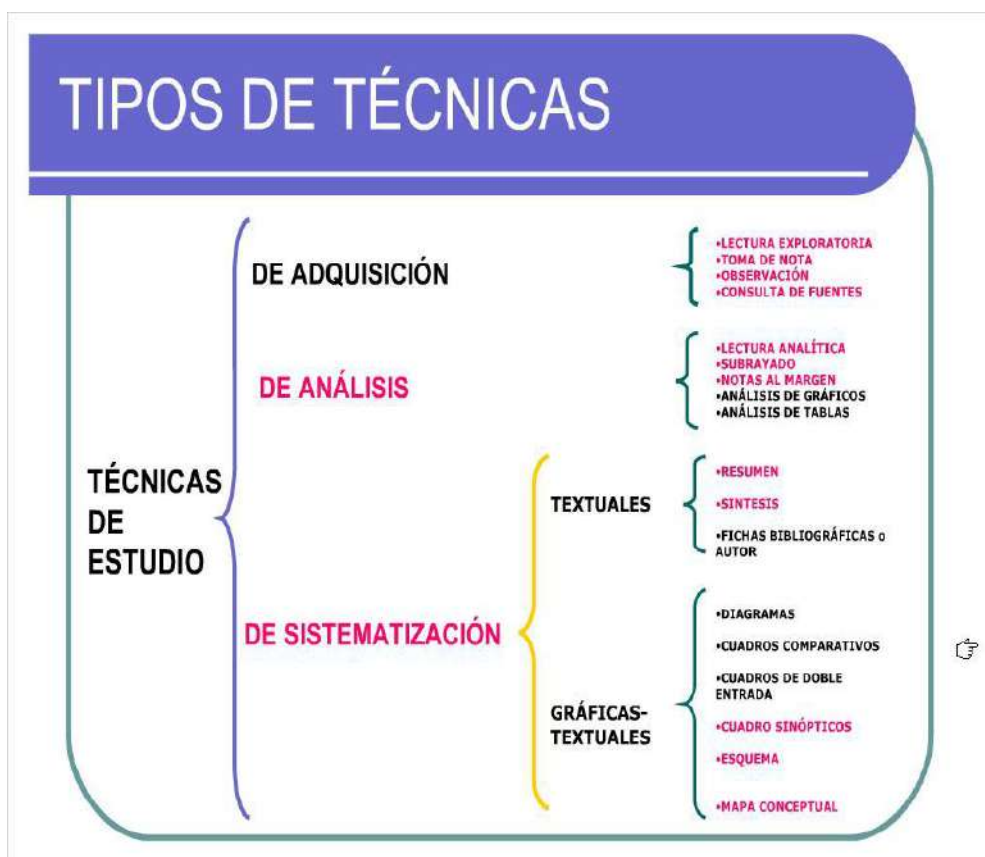 TIPOS DE TÉCNICAS
TÉCNICAS
DE
ESTUDIO
DE ADQUISICIÓN
•LECTURA EXPLORATORIA
•TOMA DE NOTA
•OBSERVACIÓN
•CONSULTA DE FUENTES
DE ANÁLISIS
•LECTURA ANALÍTICA
•SUBRAYADO
•NOTAS AL MARGEN
•ANÁLISIS DE GRÁFICOS
•ANÁLISIS DE TABLAS
DE SISTEMATIZACIÓN
TEXTUALES
•RESUMEN
•SINTESIS
•FICHAS BIBLIOGRÁFICAS o
AUTOR
GRÁFICAS-
TEXTUALES
•DIAGRAMAS
•CUADROS COMPARATIVOS
•CUADROS DE DOBLE
ENTRADA
•CUADRO SINÓPTICOS
•ESQUEMA
•MAPA CONCEPTUAL